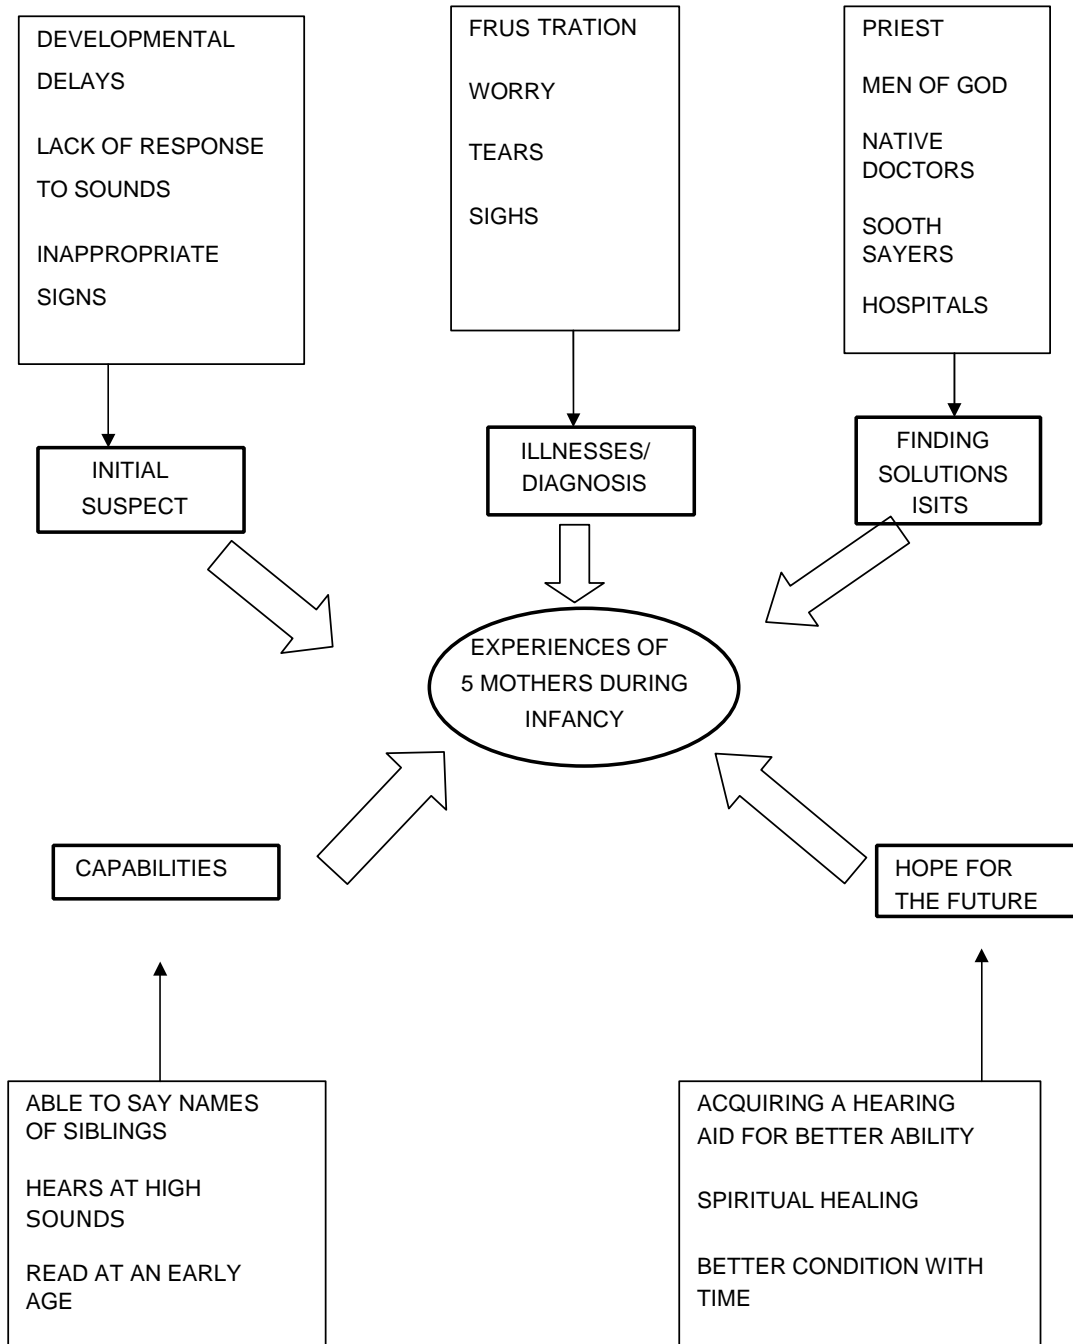 DEVELOPMENTAL
DELAYS
LACK OF RESPONSE
TO SOUNDS
INAPPROPRIATE
SIGNS
FRUS TRATION
WORRY
TEARS
SIGHS
PRIEST
MEN OF GOD
NATIVE
DOCTORS
SOOTH
SAYERS
HOSPITALS
INITIAL
SUSPECT
ILLNESSES/
DIAGNOSIS
FINDING
SOLUTIONS
ISITS
EXPERIENCES OF
5 MOTHERS DURING
INFANCY
CAPABILITIES
HOPE FOR
THE FUTURE
ABLE TO SAY NAMES
OF SIBLINGS
HEARS AT HIGH
SOUNDS
READ AT AN EARLY
AGE
ACQUIRING A HEARING
AID FOR BETTER ABILITY
SPIRITUAL HEALING
BETTER CONDITION WITH
TIME